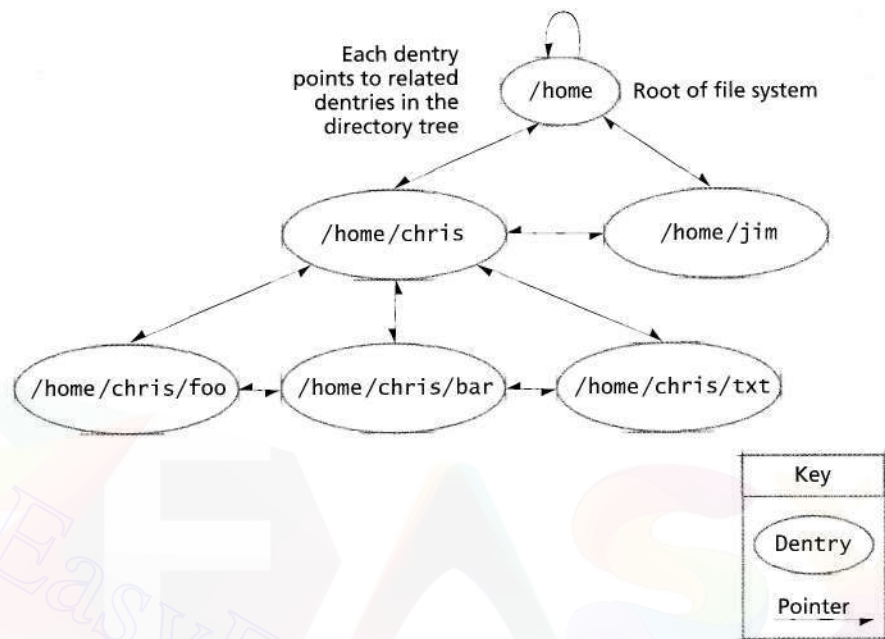 Each dentry
points to related
dentries in the
directory tree
/home
Root of file system
/home/chris
/home/jim
/home/chris/foo
/home/chris/bar
/home/chris/txt
Key
Dentry
Pointer